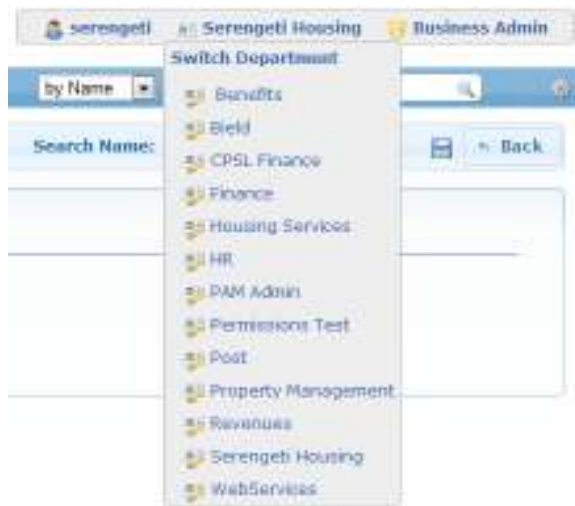 serengeti Serengeti Housing Business Admin
Switch Department
by Name
Benefits
Bield
Search Name: Back
CPSL Finance
Finance
Housing Services
HR
PAM Admin
Permissions Test
Post
Property Management
Revenues
Serengeti Housing
WebServices